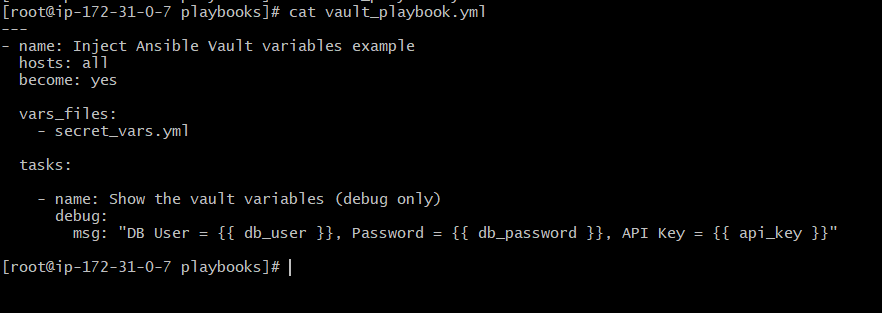 [root@ip-172-31-0-7 playbooks]# cat vault_playbook.yml
---
- name: Inject Ansible Vault variables example
  hosts: all
  become: yes

  vars_files:
    - secret_vars.yml

  tasks:

    - name: Show the vault variables (debug only)
      debug:
        msg: "DB User = {{ db_user }}, Password = {{ db_password }}, API Key = {{ api_key }}"

[root@ip-172-31-0-7 playbooks]#